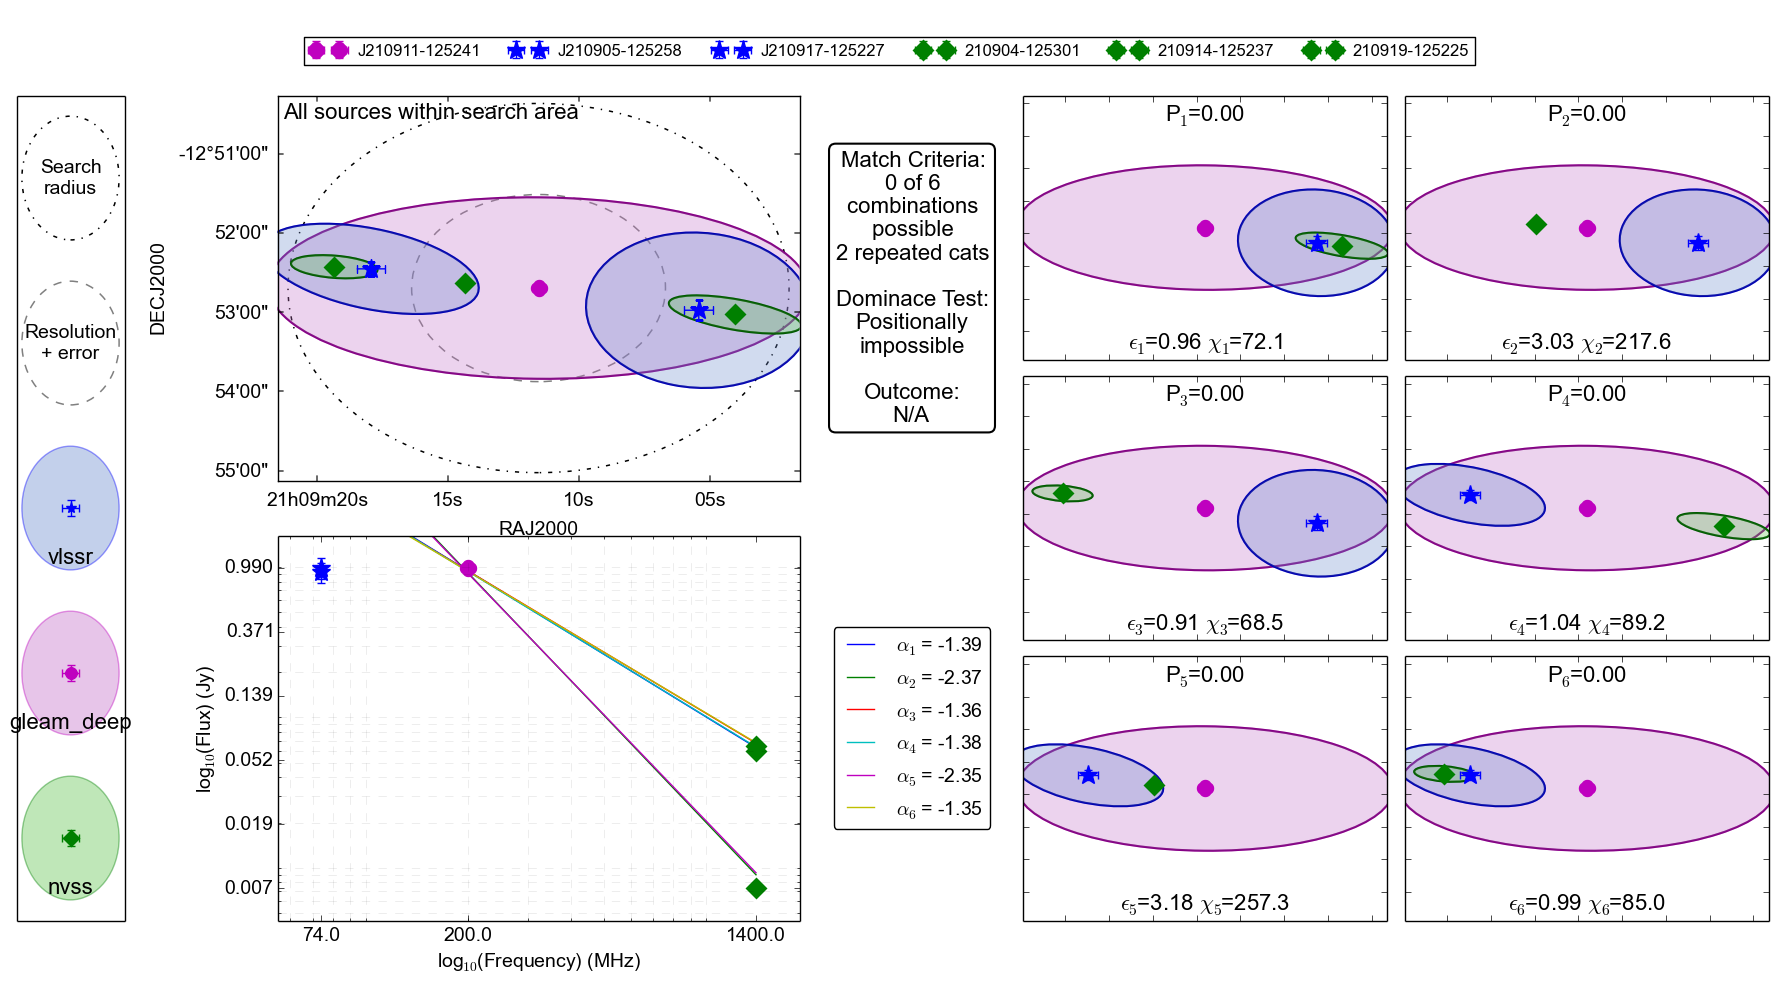 J210911-125241 J210905-125258 J210917-125227 210904-125301 210914-125237 210919-125225
Search
radius
Resolution
+ error
vlssr
gleam_deep
nvss
All sources within search area
DECJ2000
-12°51'00"
52'00"
53'00"
54'00"
55'00"
21h09m20s 15s 10s 05s
RAJ2000
log₁₀(Flux) (Jy)
0.990
0.371
0.139
0.052
0.019
0.007
74.0 200.0 1400.0
log₁₀(Frequency) (MHz)
Match Criteria:
0 of 6
combinations
possible
2 repeated cats
Dominace Test:
Positionally
impossible
Outcome:
N/A
α₁ = -1.39
α₂ = -2.37
α₃ = -1.36
α₄ = -1.38
α₅ = -2.35
α₆ = -1.35
P₁=0.00
ϵ₁=0.96 χ₁=72.1
P₂=0.00
ϵ₂=3.03 χ₂=217.6
P₃=0.00
ϵ₃=0.91 χ₃=68.5
P₄=0.00
ϵ₄=1.04 χ₄=89.2
P₅=0.00
ϵ₅=3.18 χ₅=257.3
P₆=0.00
ϵ₆=0.99 χ₆=85.0